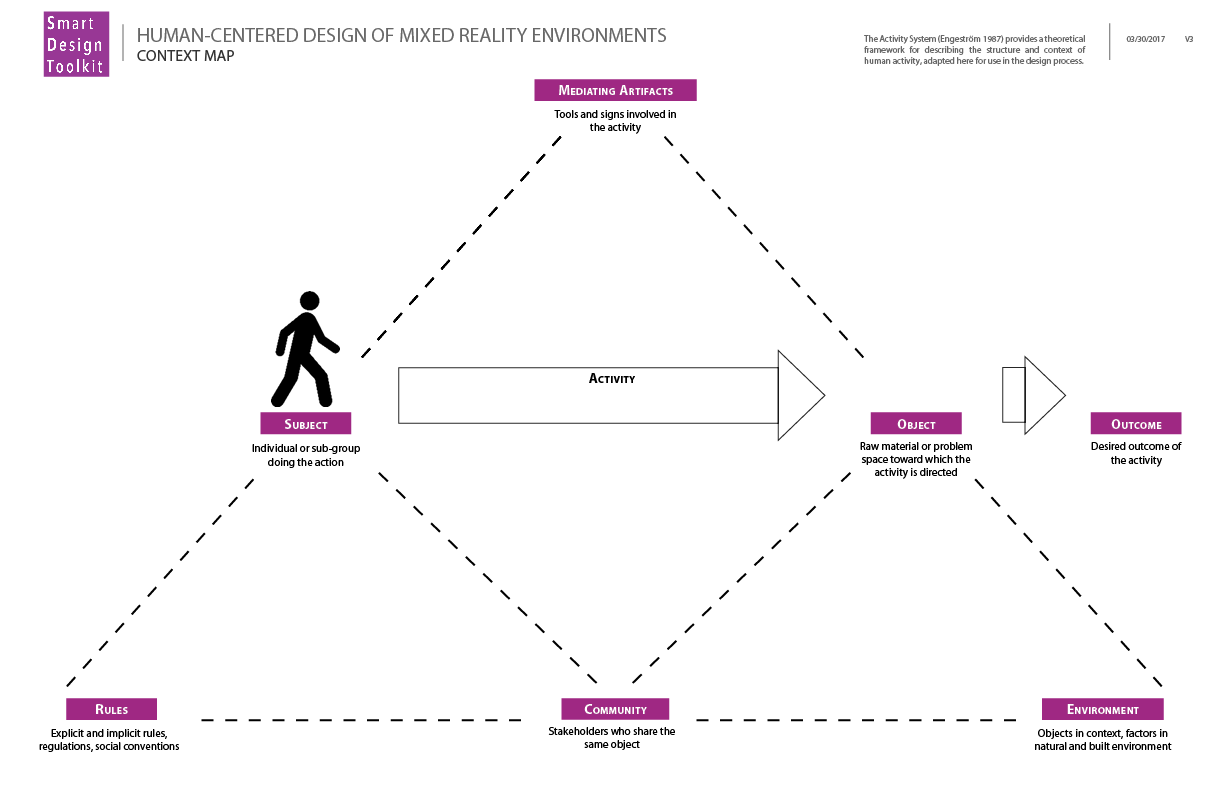 Smart
Design
Toolkit
HUMAN-CENTERED DESIGN OF MIXED REALITY ENVIRONMENTS
CONTEXT MAP
The Activity System (Engeström 1987) provides a theoretical
framework for describing the structure and context of
human activity, adapted here for use in the design process.
03/30/2017 V3
MEDIATING ARTIFACTS
Tools and signs involved in
the activity
ACTIVITY
SUBJECT
Individual or sub-group
doing the action
OBJECT
Raw material or problem
space toward which the
activity is directed
OUTCOME
Desired outcome of
the activity
RULES
Explicit and implicit rules,
regulations, social conventions
COMMUNITY
Stakeholders who share the
same object
ENVIRONMENT
Objects in context, factors in
natural and built environment